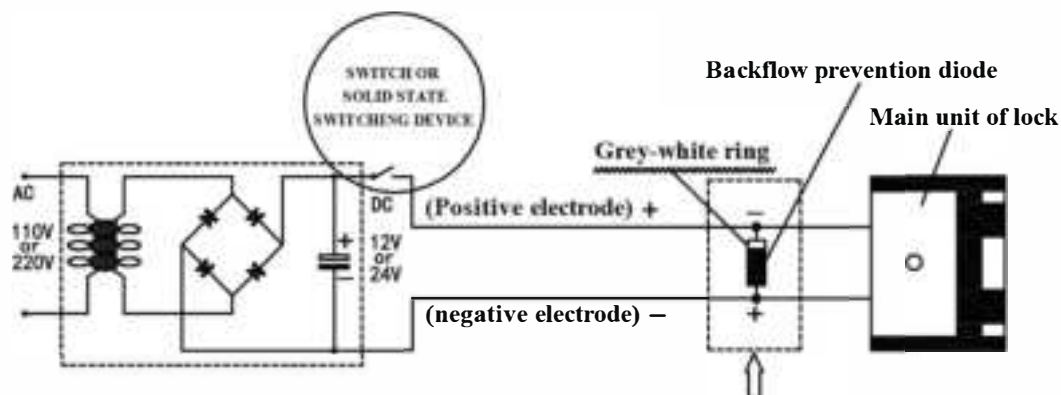 SWITCH OR
SOLID STATE
SWITCHING DEVICE
Backflow prevention diode
Main unit of lock
Grey-white ring
AC
110V
or
220V
DC
12V
or
24V
+
−
(Positive electrode) +
(negative electrode) −
−
+